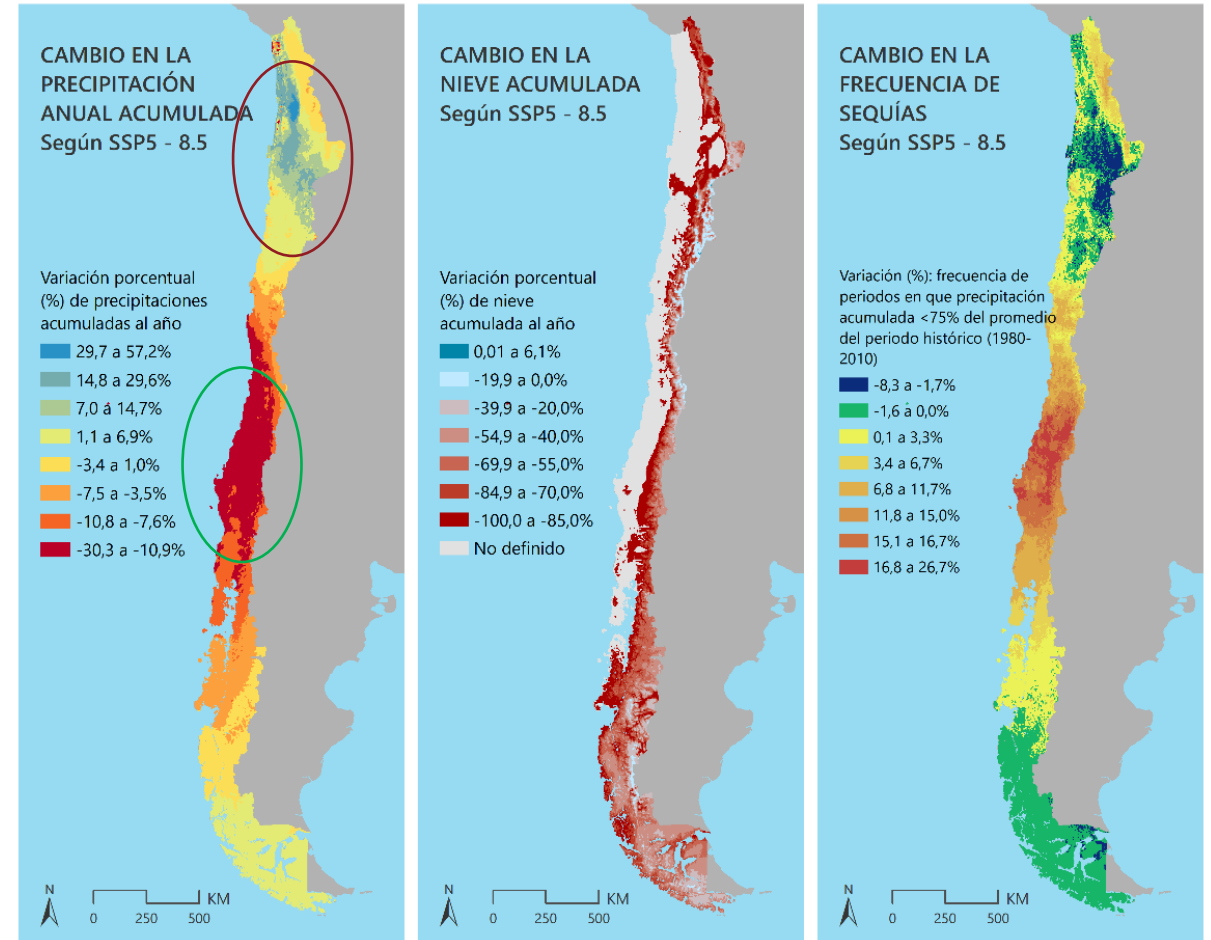 CAMBIO EN LA
PRECIPITACIÓN
ANUAL ACUMULADA
Según SSP5 - 8.5
Variación porcentual
(%) de precipitaciones
acumuladas al año
29,7 a 57,2%
14,8 a 29,6%
7,0 a 14,7%
1,1 a 6,9%
-3,4 a 1,0%
-7,5 a -3,5%
-10,8 a -7,6%
-30,3 a -10,9%
N
KM
0 250 500
CAMBIO EN LA
NIEVE ACUMULADA
Según SSP5 - 8.5
Variación porcentual
(%) de nieve
acumulada al año
0,01 a 6,1%
-19,9 a 0,0%
-39,9 a -20,0%
-54,9 a -40,0%
-69,9 a -55,0%
-84,9 a -70,0%
-100,0 a -85,0%
No definido
N
KM
0 250 500
CAMBIO EN LA
FRECUENCIA DE
SEQUÍAS
Según SSP5 - 8.5
Variación (%): frecuencia de
periodos en que precipitación
acumulada <75% del promedio
del periodo histórico (1980-
2010)
-8,3 a -1,7%
-1,6 a 0,0%
0,1 a 3,3%
3,4 a 6,7%
6,8 a 11,7%
11,8 a 15,0%
15,1 a 16,7%
16,8 a 26,7%
N
KM
0 250 500